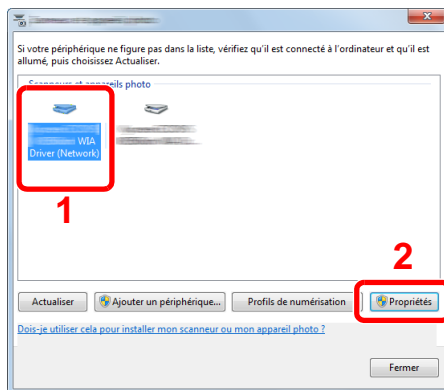 Si votre périphérique ne figure pas dans la liste, vérifiez qu'il est connecté à l'ordinateur et qu'il est
allumé, puis choisissez Actualiser.
Scanneurs et appareils photo
WIA
Driver (Network)
1
2
Actualiser
Ajouter un périphérique...
Profils de numérisation
Propriétés
Dois-je utiliser cela pour installer mon scanneur ou mon appareil photo ?
Fermer